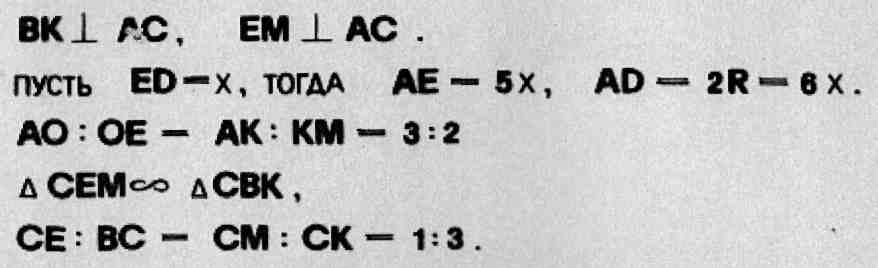 BK ⊥ AC, EM ⊥ AC.
пусть ED — x, тогда AE — 5x, AD — 2R — 6x.
AO : OE — AK : KM — 3 : 2
△ CEM ∾ △ CBK,
CE : BC — CM : CK — 1 : 3.